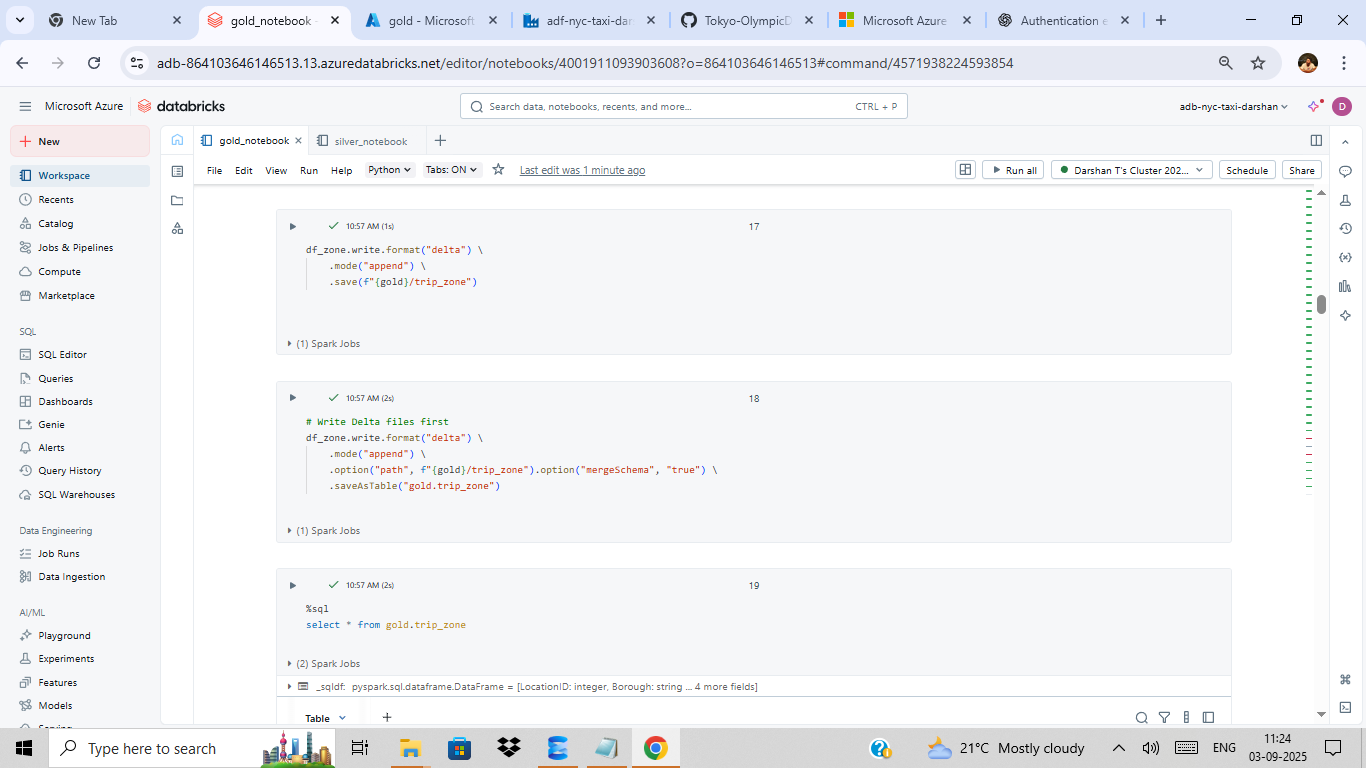 New Tab
gold_notebook -
gold - Microsoft
adf-nyc-taxi-dar
Tokyo-OlympicD
Microsoft Azure
Authentication e
adb-864103646146513.13.azuredatabricks.net/editor/notebooks/4001911093903608?o=864103646146513#command/4571938224593854
Microsoft Azure
databricks
Search data, notebooks, recents, and more...
CTRL + P
adb-nyc-taxi-darshan
D
New
Workspace
Recents
Catalog
Jobs & Pipelines
Compute
Marketplace
SQL
SQL Editor
Queries
Dashboards
Genie
Alerts
Query History
SQL Warehouses
Data Engineering
Job Runs
Data Ingestion
AI/ML
Playground
Experiments
Features
Models
Serving
gold_notebook
silver_notebook
File Edit View Run Help Python Tabs: ON Last edit was 1 minute ago
Run all
Darshan T's Cluster 202...
Schedule
Share
10:57 AM (1s)
17
df_zone.write.format("delta") \
.mode("append") \
.save(f"{gold}/trip_zone")
(1) Spark Jobs
10:57 AM (2s)
18
# Write Delta files first
df_zone.write.format("delta") \
.mode("append") \
.option("path", f"{gold}/trip_zone").option("mergeSchema", "true") \
.saveAsTable("gold.trip_zone")
(1) Spark Jobs
10:57 AM (2s)
19
%sql
select * from gold.trip_zone
(2) Spark Jobs
_sqldf: pyspark.sql.dataframe.DataFrame = [LocationID: integer, Borough: string ... 4 more fields]
Table
Type here to search
21°C Mostly cloudy
ENG
11:24
03-09-2025